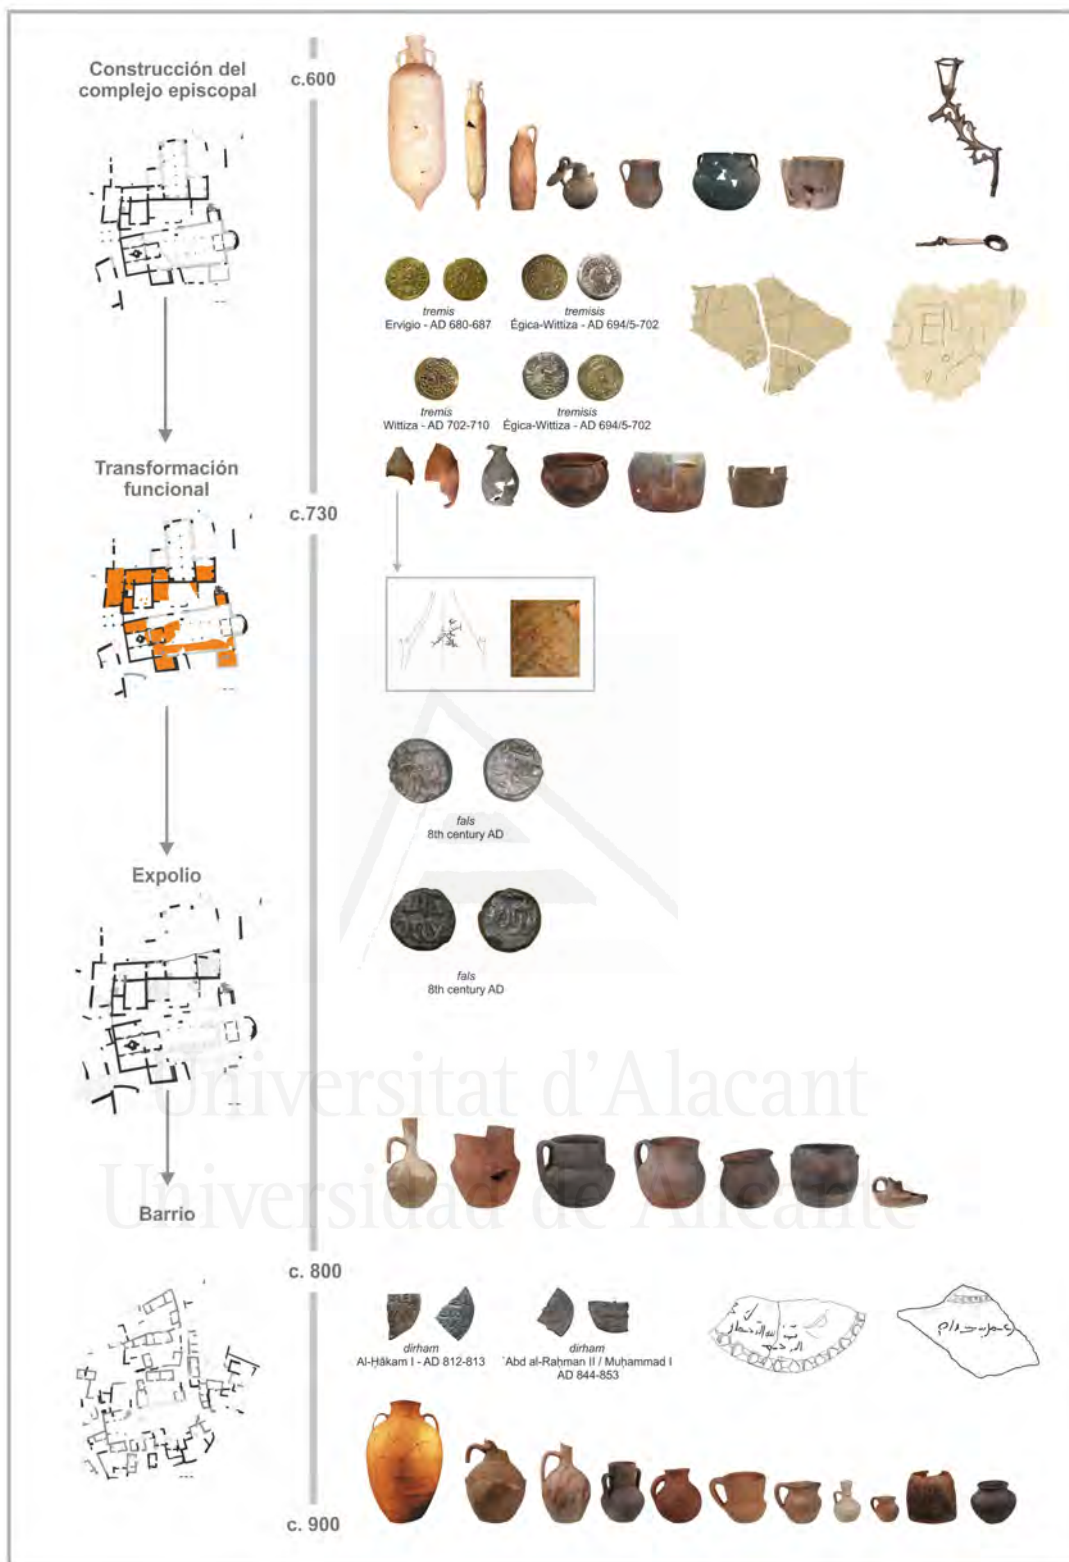 Construcción del
complejo episcopal
c.600
tremis
Ervigio - AD 680-687
tremisis
Égica-Wittiza - AD 694/5-702
tremis
Wittiza - AD 702-710
tremisis
Égica-Wittiza - AD 694/5-702
Transformación
funcional
c.730
fals
8th century AD
Expolio
fals
8th century AD
Universitat d'Alacant
Universidad de Alicante
Barrio
c. 800
dirham
Al-Ḥākam I - AD 812-813
dirham
`Abd al-Raḥman II / Muḥammad I
AD 844-853
c. 900